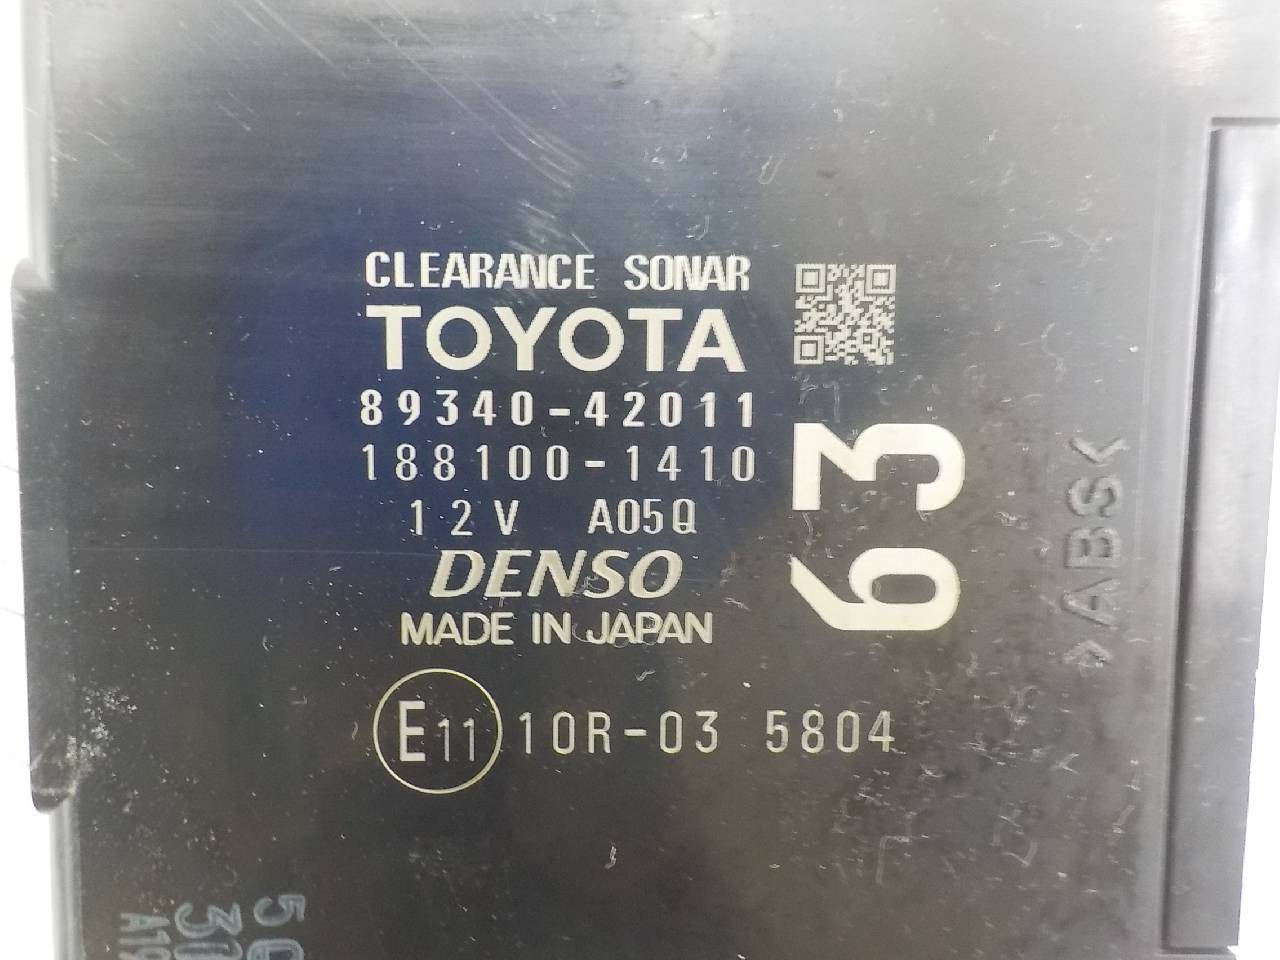 CLEARANCE SONAR
TOYOTA
89340-42011
188100-1410
12V A05Q
DENSO
MADE IN JAPAN
E11 10R-03 5804
63
>ABS<